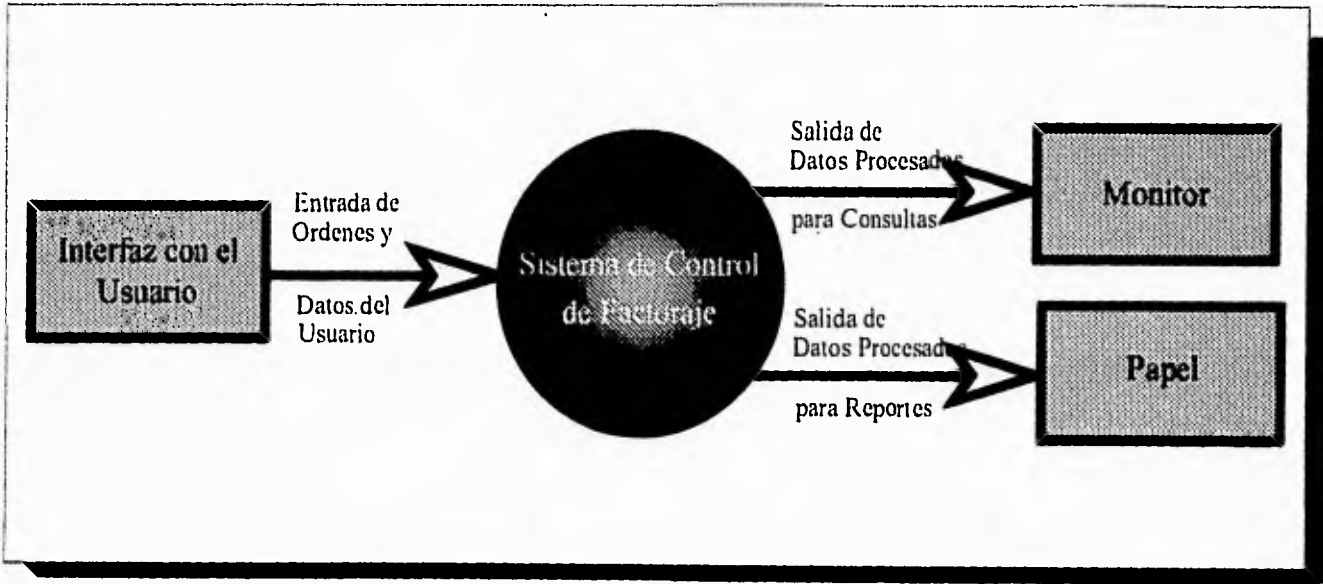 Interfaz con el
Usuario
Entrada de
Ordenes y
Datos del
Usuario
Sistema de Control
de Factoraje
Salida de
Datos Procesados
para Consultas
Monitor
Salida de
Datos Procesados
para Reportes
Papel